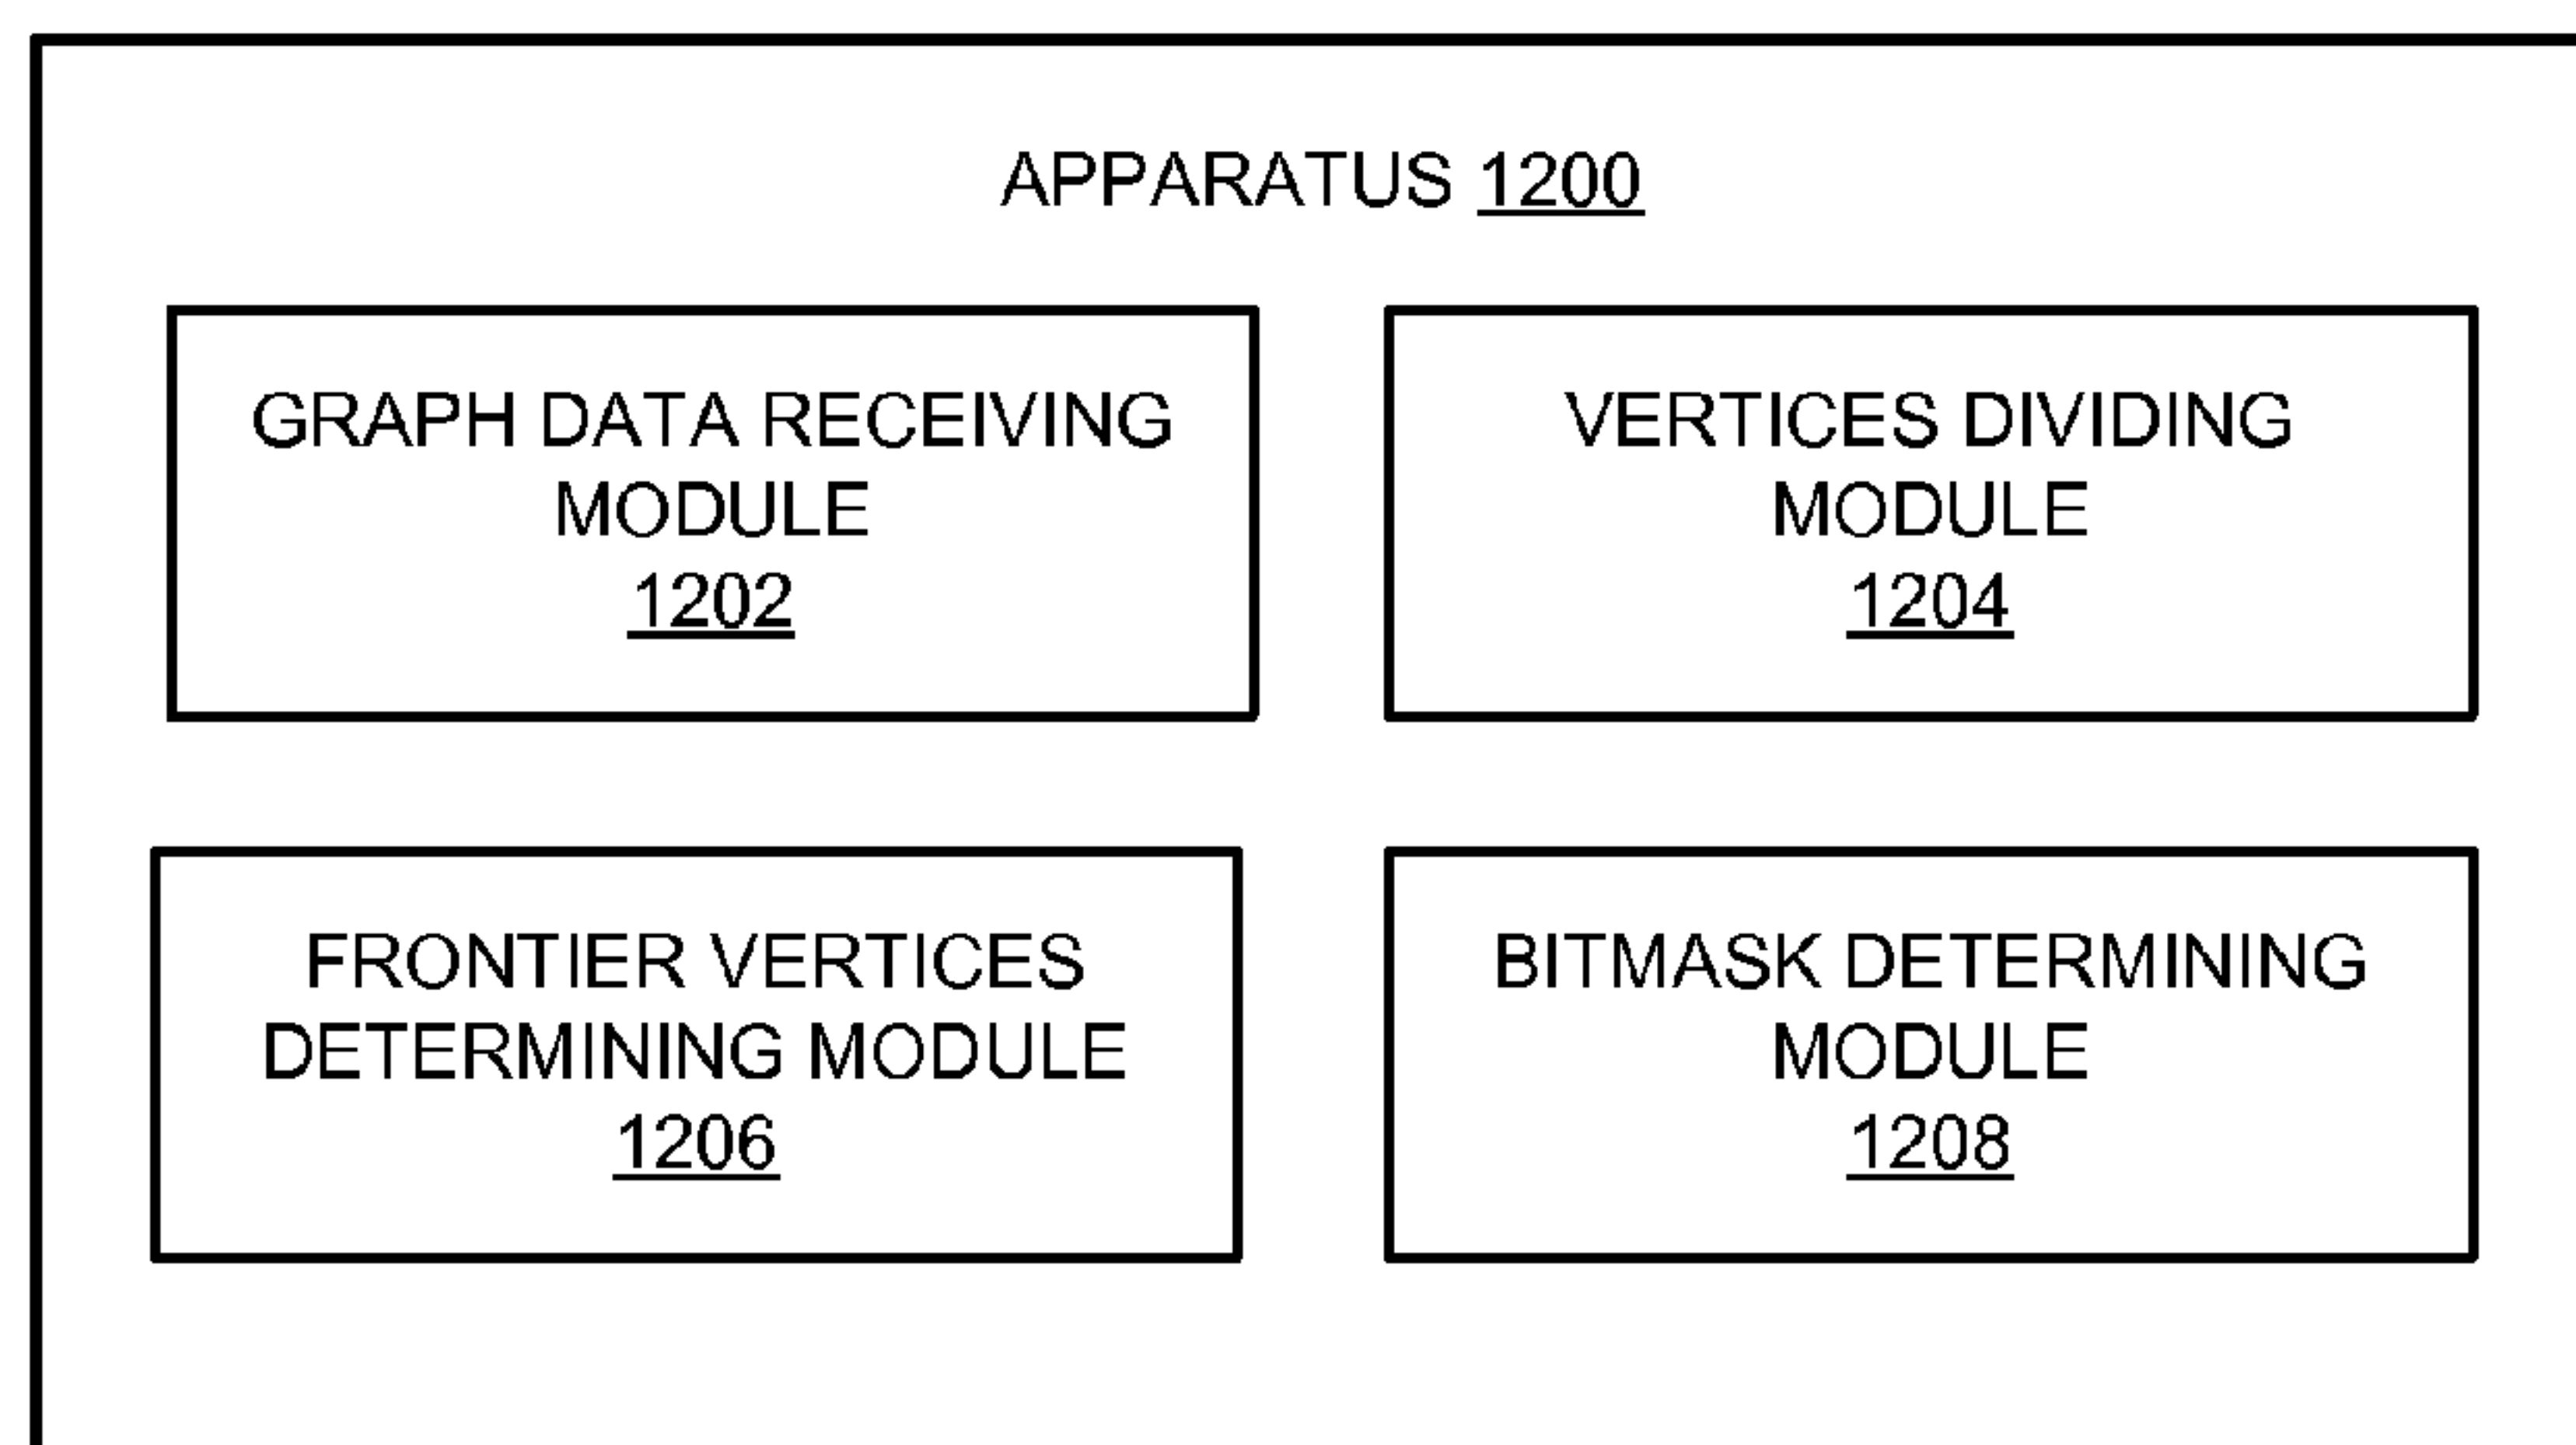 APPARATUS 1200
GRAPH DATA RECEIVING
MODULE
1202
VERTICES DIVIDING
MODULE
1204
FRONTIER VERTICES
DETERMINING MODULE
1206
BITMASK DETERMINING
MODULE
1208